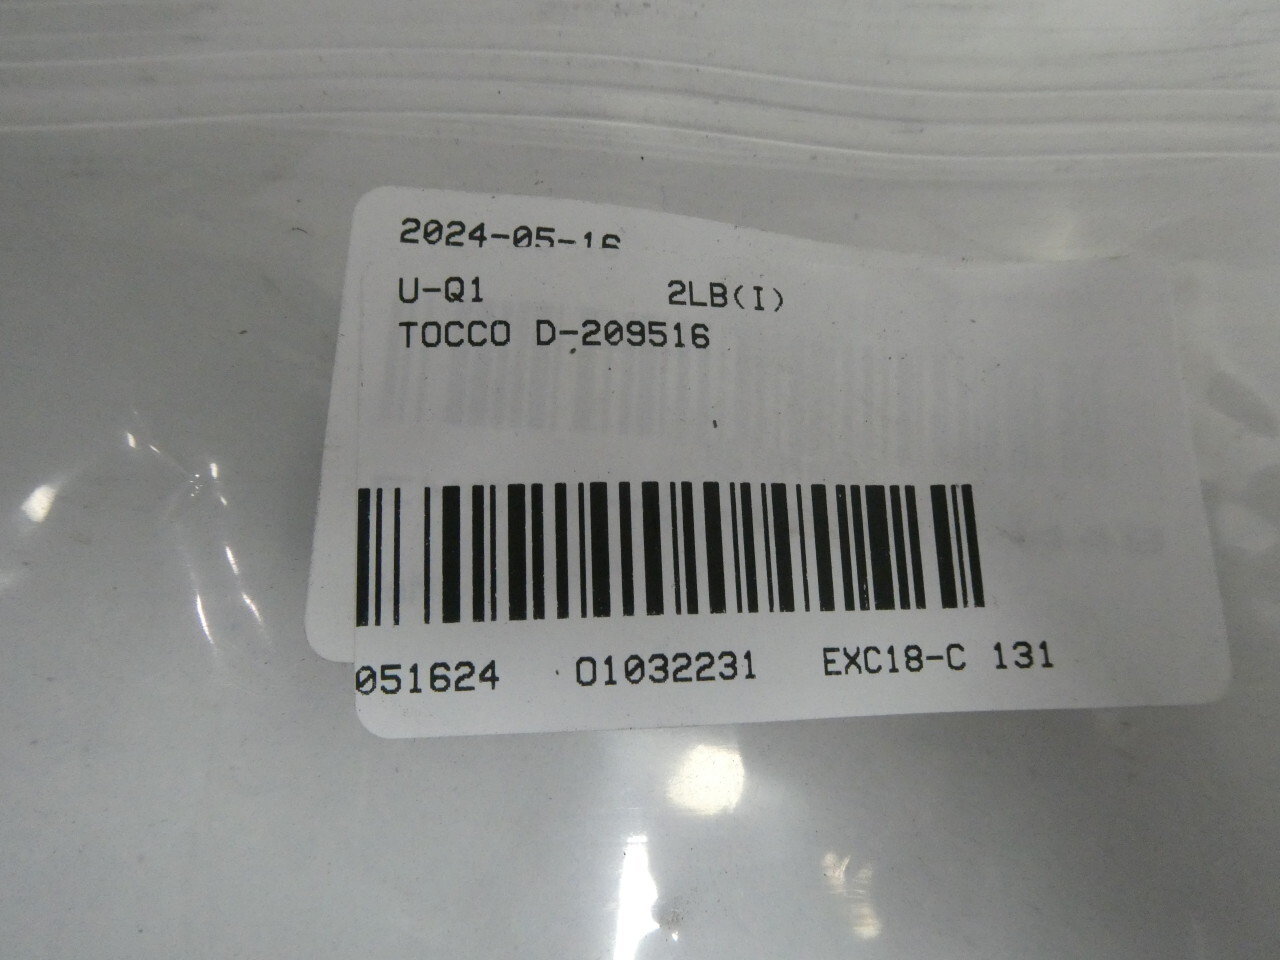 2024-05-16
U-Q1 2LB(I)
TOCCO D-209516
051624 01032231 EXC18-C 131